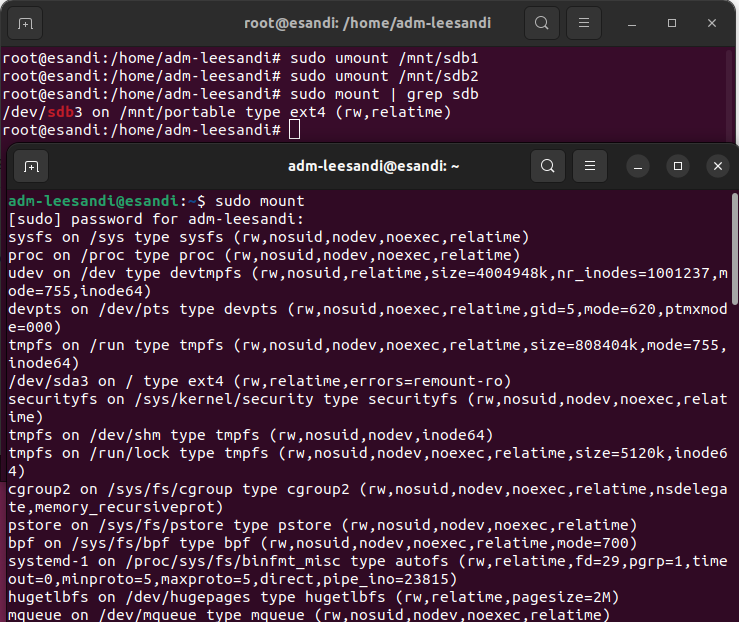 root@esandi: /home/adm-leesandi
root@esandi:/home/adm-leesandi# sudo umount /mnt/sdb1
root@esandi:/home/adm-leesandi# sudo umount /mnt/sdb2
root@esandi:/home/adm-leesandi# sudo mount | grep sdb
/dev/sdb3 on /mnt/portable type ext4 (rw,relatime)
root@esandi:/home/adm-leesandi#
adm-leesandi@esandi: ~
adm-leesandi@esandi:~$ sudo mount
[sudo] password for adm-leesandi:
sysfs on /sys type sysfs (rw,nosuid,nodev,noexec,relatime)
proc on /proc type proc (rw,nosuid,nodev,noexec,relatime)
udev on /dev type devtmpfs (rw,nosuid,relatime,size=4004948k,nr_inodes=1001237,m
ode=755,inode64)
devpts on /dev/pts type devpts (rw,nosuid,noexec,relatime,gid=5,mode=620,ptmxmod
e=000)
tmpfs on /run type tmpfs (rw,nosuid,nodev,noexec,relatime,size=808404k,mode=755,
inode64)
/dev/sda3 on / type ext4 (rw,relatime,errors=remount-ro)
securityfs on /sys/kernel/security type securityfs (rw,nosuid,nodev,noexec,relat
ime)
tmpfs on /dev/shm type tmpfs (rw,nosuid,nodev,inode64)
tmpfs on /run/lock type tmpfs (rw,nosuid,nodev,noexec,relatime,size=5120k,inode6
4)
cgroup2 on /sys/fs/cgroup type cgroup2 (rw,nosuid,nodev,noexec,relatime,nsdelega
te,memory_recursiveprot)
pstore on /sys/fs/pstore type pstore (rw,nosuid,nodev,noexec,relatime)
bpf on /sys/fs/bpf type bpf (rw,nosuid,nodev,noexec,relatime,mode=700)
systemd-1 on /proc/sys/fs/binfmt_misc type autofs (rw,relatime,fd=29,pgrp=1,time
out=0,minproto=5,maxproto=5,direct,pipe_ino=23815)
hugetlbfs on /dev/hugepages type hugetlbfs (rw,relatime,pagesize=2M)
mqueue on /dev/mqueue type mqueue (rw,nosuid,nodev,noexec,relatime)